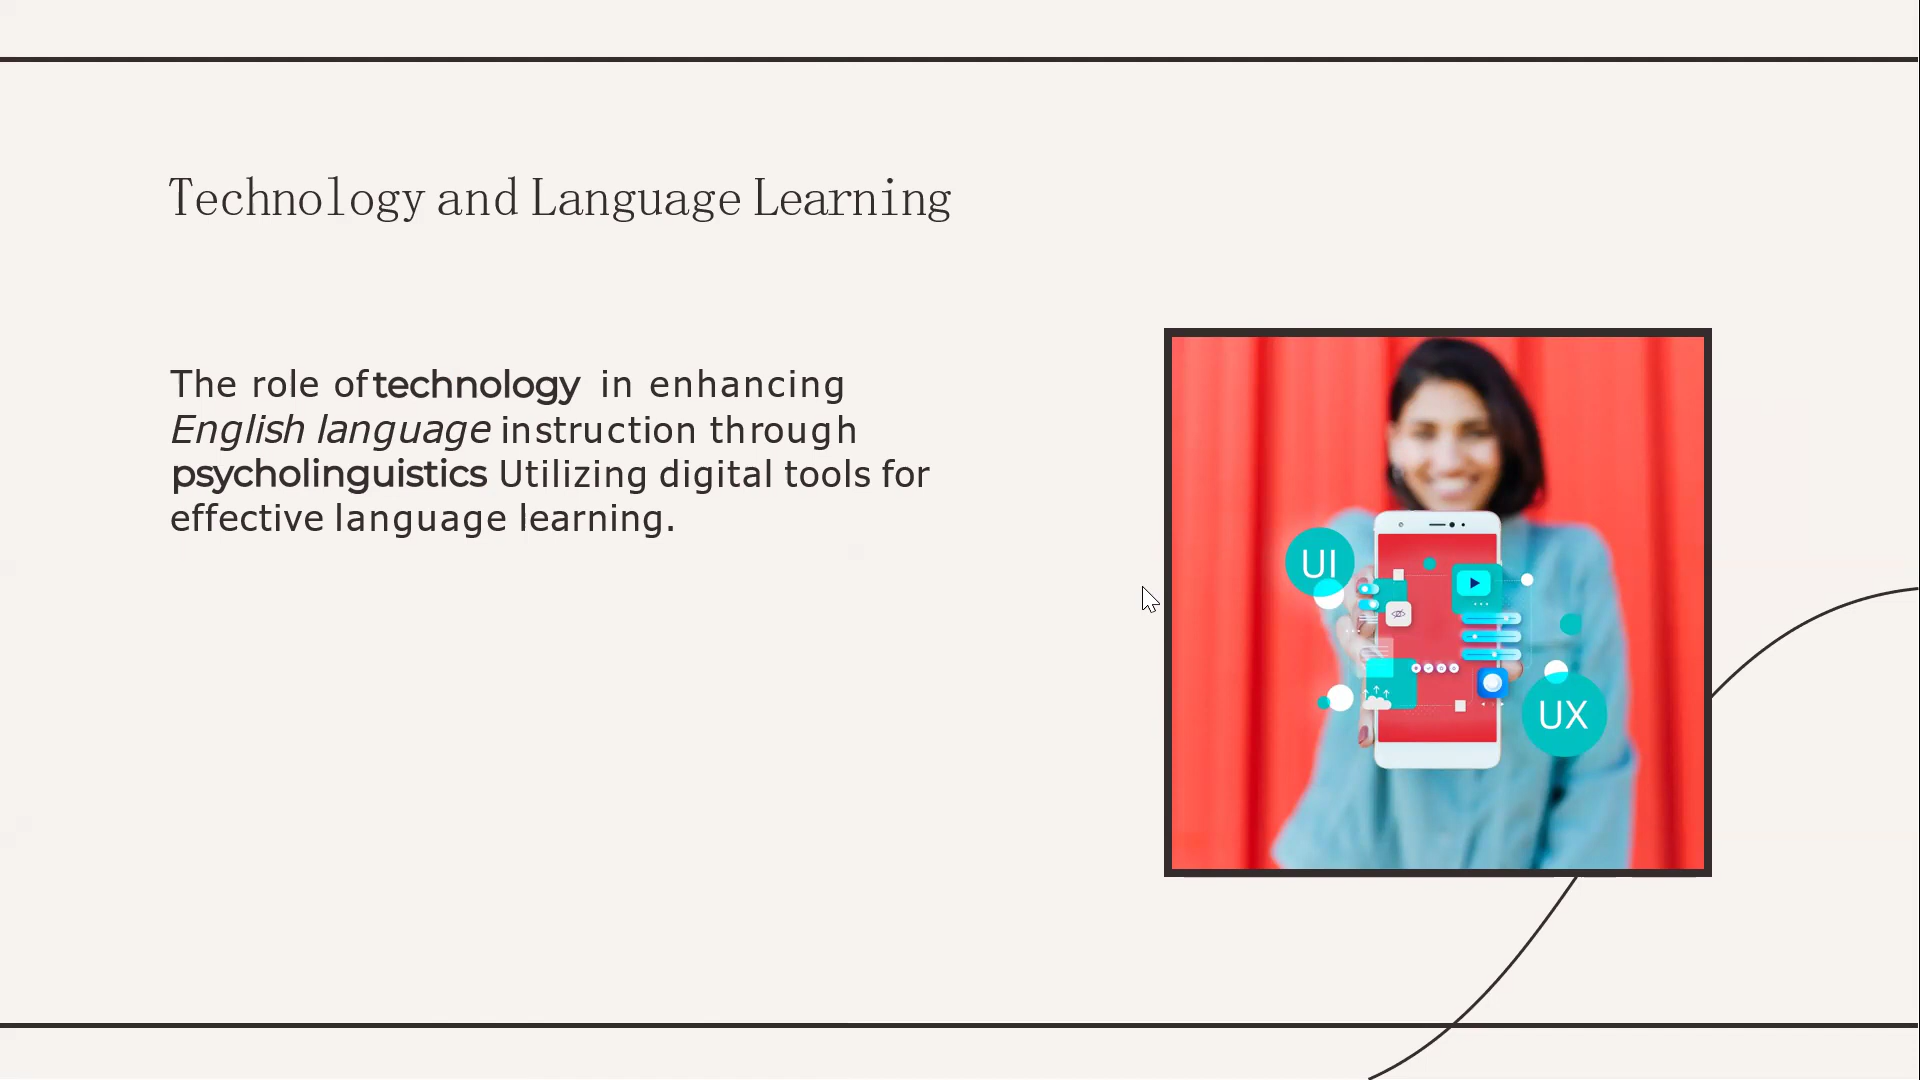 Technology and Language Learning
The role of technology in enhancing
English language instruction through
psycholinguistics Utilizing digital tools for
effective language learning.
UI
UX